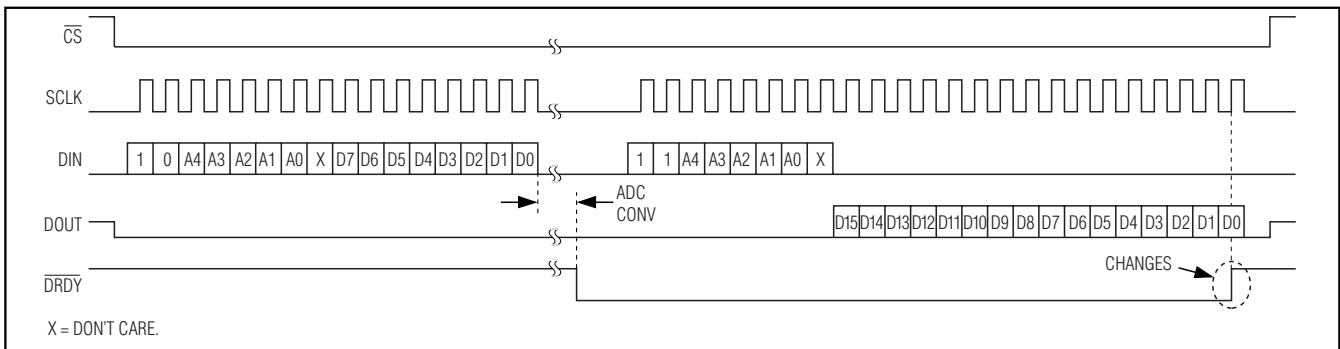 CS
SCLK
DIN 1 0 A4 A3 A2 A1 A0 X D7 D6 D5 D4 D3 D2 D1 D0 1 1 A4 A3 A2 A1 A0 X
ADC
CONV
DOUT D15 D14 D13 D12 D11 D10 D9 D8 D7 D6 D5 D4 D3 D2 D1 D0
CHANGES
DRDY
X = DON'T CARE.